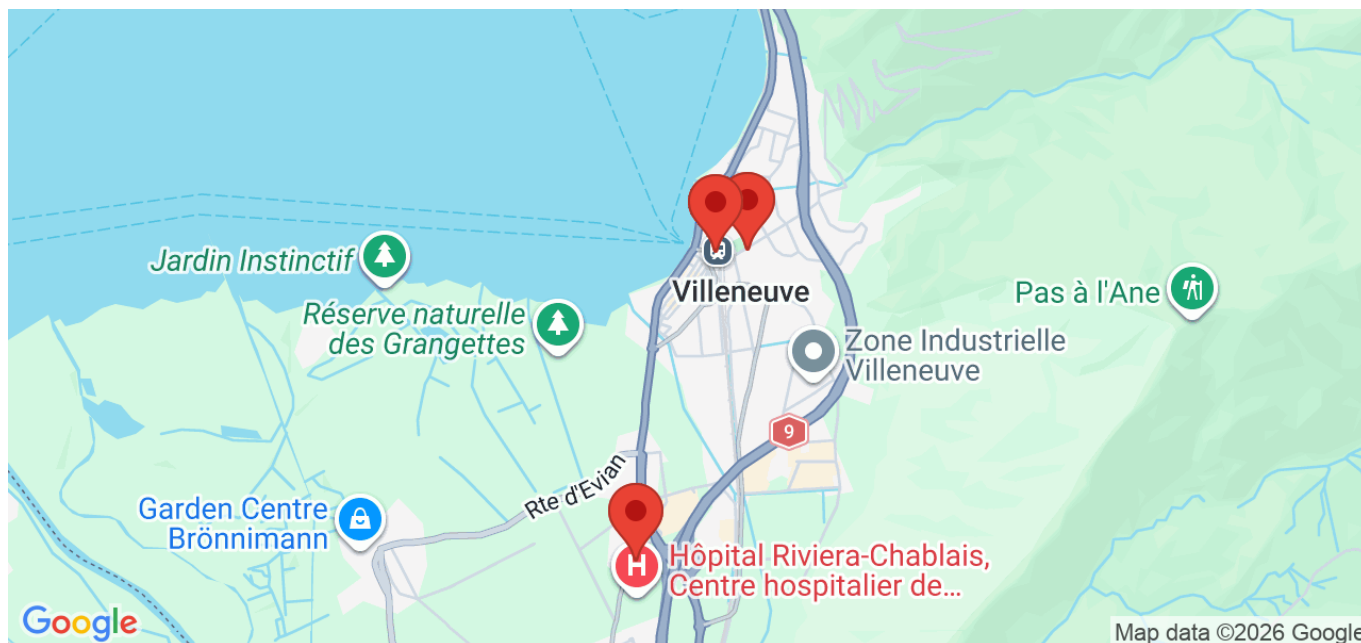 Jardin Instinctif
Réserve naturelle
des Grangettes
Villeneuve
Pas à l'Ane
Zone Industrielle
Villeneuve
9
Rte d'Evian
Garden Centre
Brönnimann
H
Hôpital Riviera-Chablais,
Centre hospitalier de…
Google
Map data ©2026 Google